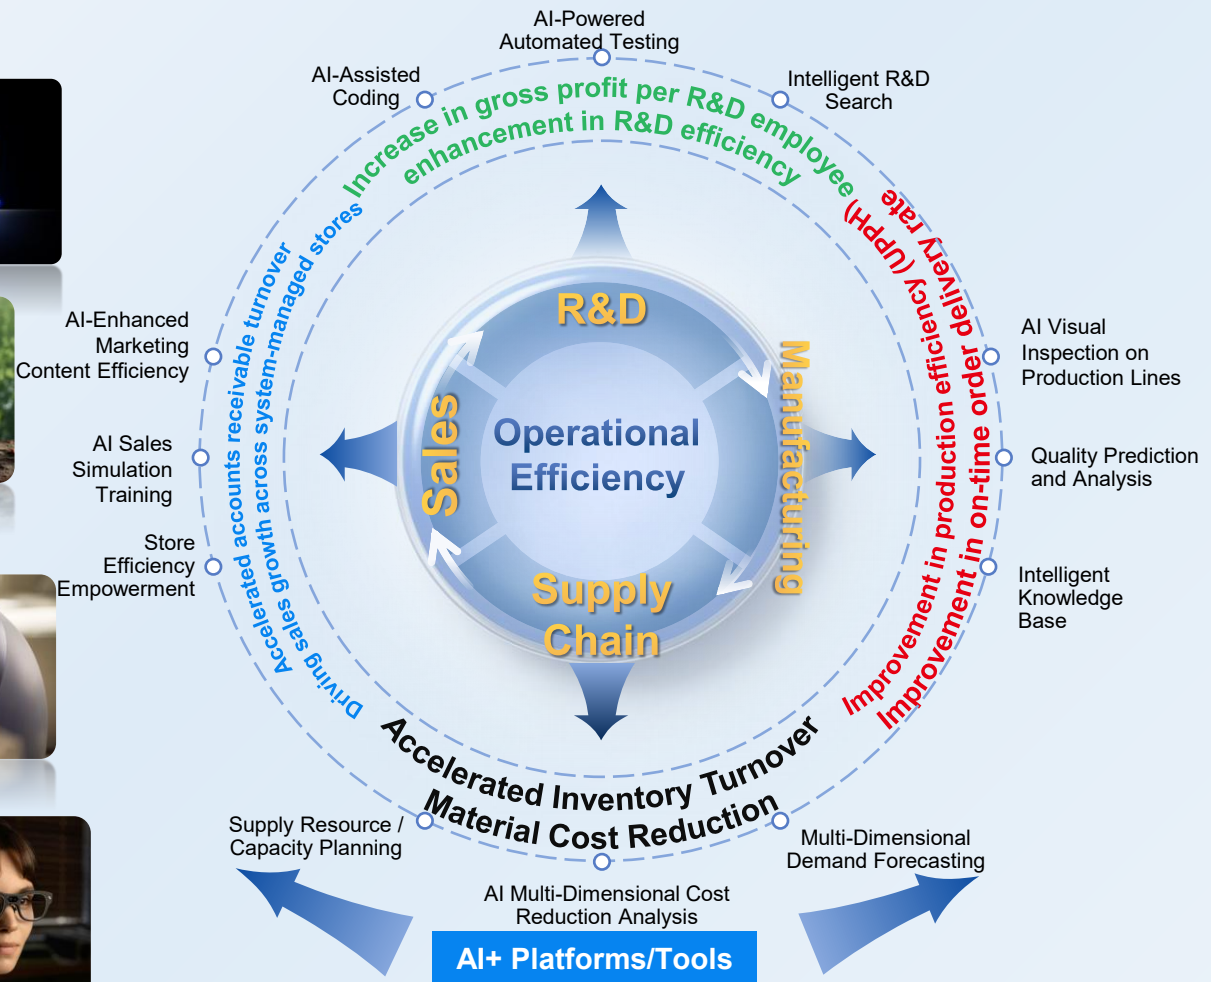 AI-Powered
Automated Testing
AI-Assisted
Coding
Intelligent R&D
Search
Increase in gross profit per R&D employee
enhancement in R&D efficiency
AI-Enhanced
Marketing
Content Efficiency
AI Sales
Simulation
Training
Store
Efficiency
Empowerment
Accelerated accounts receivable turnover
Driving sales growth across system-managed stores
R&D
Sales
Operational
Efficiency
Manufacturing
Supply
Chain
Improvement in production efficiency (UPPH)
Improvement in on-time order delivery rate
AI Visual
Inspection on
Production Lines
Quality Prediction
and Analysis
Intelligent
Knowledge
Base
Accelerated Inventory Turnover
Material Cost Reduction
Supply Resource /
Capacity Planning
AI Multi-Dimensional Cost
Reduction Analysis
Multi-Dimensional
Demand Forecasting
AI+ Platforms/Tools